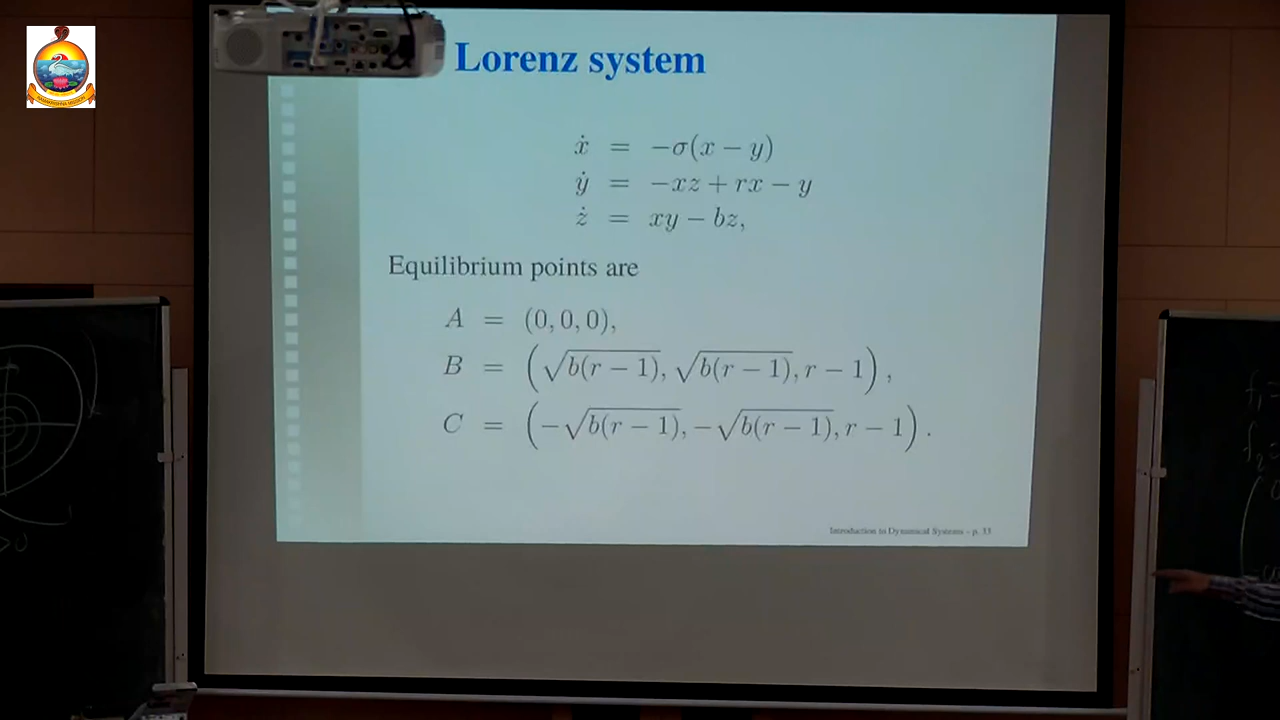 Lorenz system
ẋ = −σ(x − y)
ẏ = −xz + rx − y
ż = xy − bz,
Equilibrium points are
A = (0, 0, 0),
B = (√b(r − 1), √b(r − 1), r − 1),
C = (−√b(r − 1), −√b(r − 1), r − 1).
Introduction to Dynamical Systems – p. 33